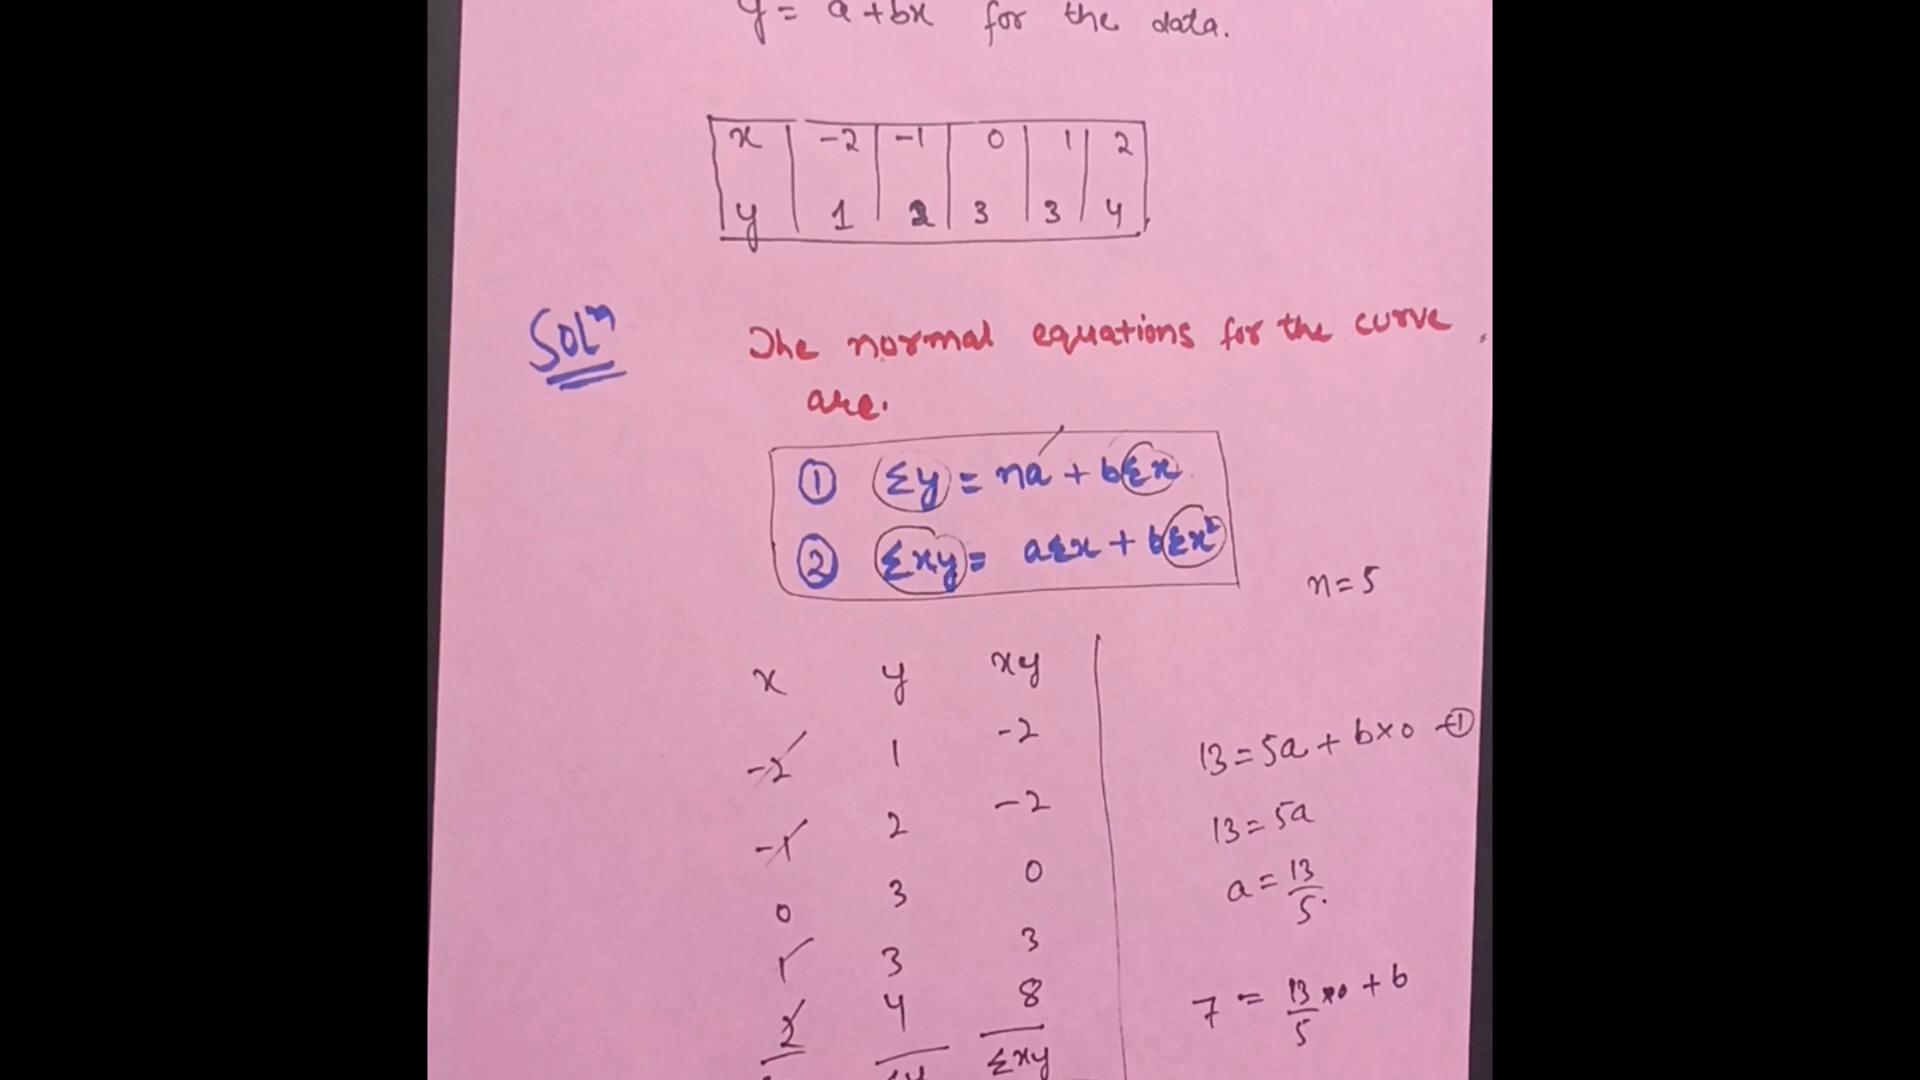 y = a + bx for the data.
x -2 -1 0 1 2
y 1 2 3 3 4
Solⁿ
The normal equations for the curve
are.
① Σy = na + bΣx
② Σxy = aΣx + bΣx²
n = 5
x y xy
-2 1 -2
-1 2 -2
0 3 0
1 3 3
2 4 8
Σxy
13 = 5a + b×0 -①
13 = 5a
a = 13/5.
7 = 13/5 ×0 + b